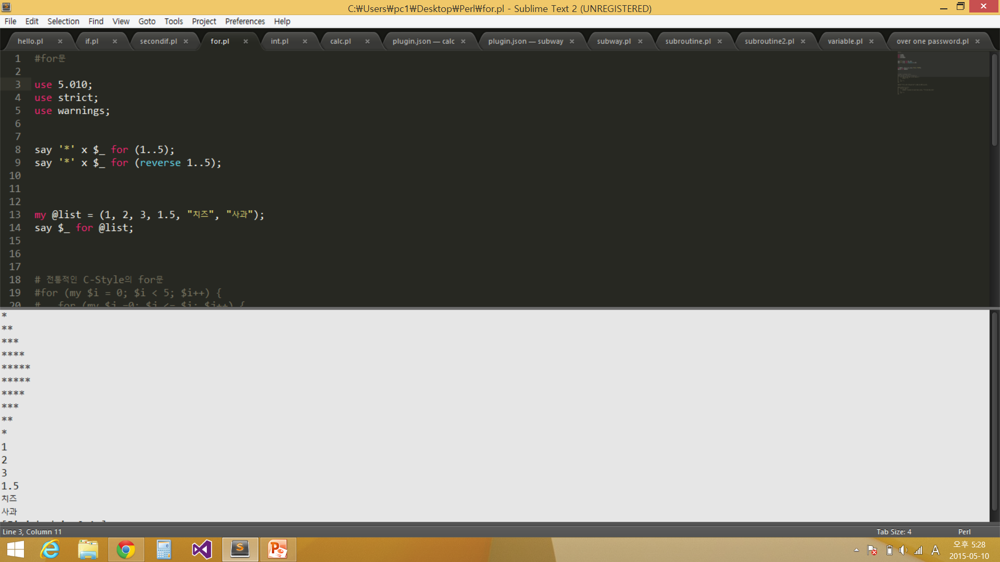 C:₩Users₩pc1₩Desktop₩Perl₩for.pl - Sublime Text 2 (UNREGISTERED)
File Edit Selection Find View Goto Tools Project Preferences Help
hello.pl × if.pl × secondif.pl × for.pl × int.pl × calc.pl × plugin.json — calc × plugin.json — subway × subway.pl × subroutine.pl × subroutine2.pl × variable.pl × over one password.pl ×
1 #for문
2
3 use 5.010;
4 use strict;
5 use warnings;
6
7
8 say '*' x $_ for (1..5);
9 say '*' x $_ for (reverse 1..5);
10
11
12
13 my @list = (1, 2, 3, 1.5, "치즈", "사과");
14 say $_ for @list;
15
16
17
18 # 전통적인 C-Style의 for문
19 #for (my $i = 0; $i < 5; $i++) {
20 # for (my $j =0; $j <= $i; $j++) {
*
**
***
****
*****
*****
****
***
**
*
1
2
3
1.5
치즈
사과
Line 3, Column 11
Tab Size: 4 Perl
A 오후 5:28
2015-05-10